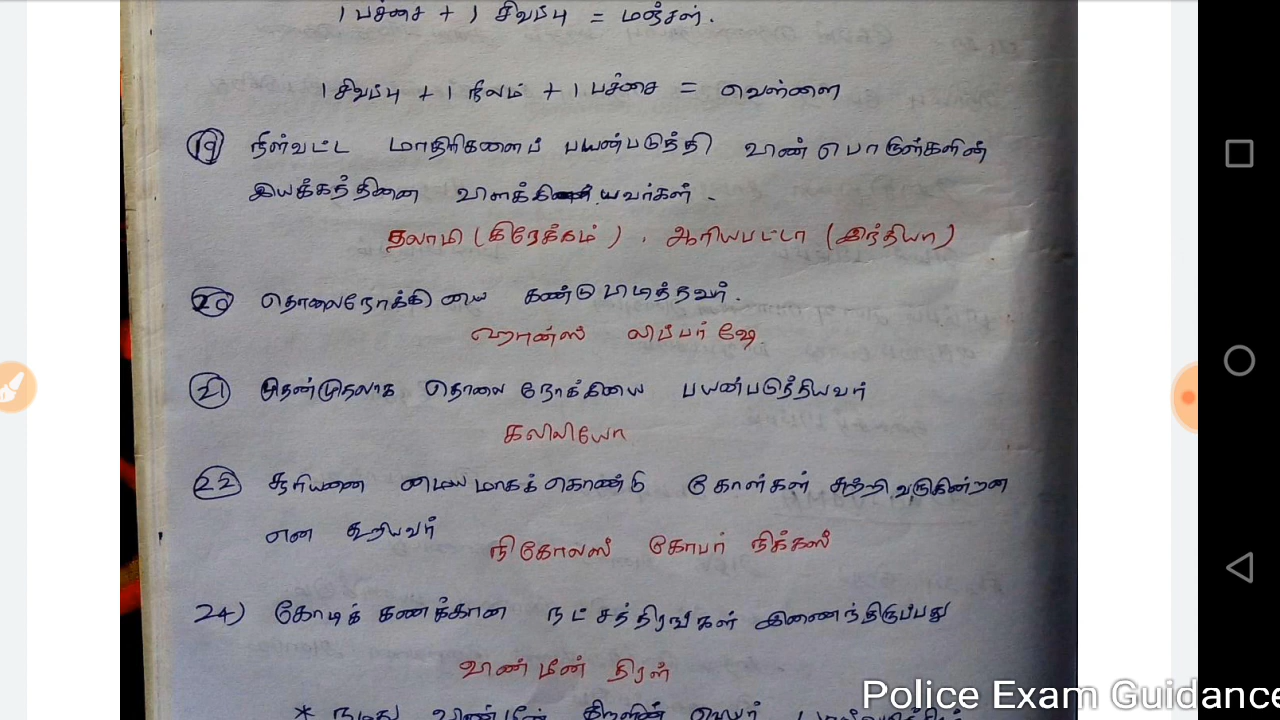 1 பச்சை + 1 சிவப்பு = மஞ்சள்.
1 சிவப்பு + 1 நீலம் + 1 பச்சை = வெள்ளை
19 நீள்வட்ட மாதிரிகளைப் பயன்படுத்தி வான் பொருள்களின்
இயக்கத்தினை விளக்கியவர்கள்.
தலாமி (கிரேக்கம்). ஆரியபட்டா (இந்தியா)
20 தொலைநோக்கியை கண்டுபிடித்தவர்.
ஹான்ஸ் லிப்பர்ஷே.
21 முதன்முதலாக தொலைநோக்கியை பயன்படுத்தியவர்
கலிலியோ
22 சூரியனை மையமாகக்கொண்டு கோள்கள் சுற்றிவருகின்றன
என கூறியவர்
நிகோலஸ் கோபர் நிக்கஸ்
24) கோடிக் கணக்கான நட்சத்திரங்கள் இணைந்திருப்பது
வாண்மீன் திரள்
* நமது வாண்மீன் திரளின் பெயர்
Police Exam Guidance